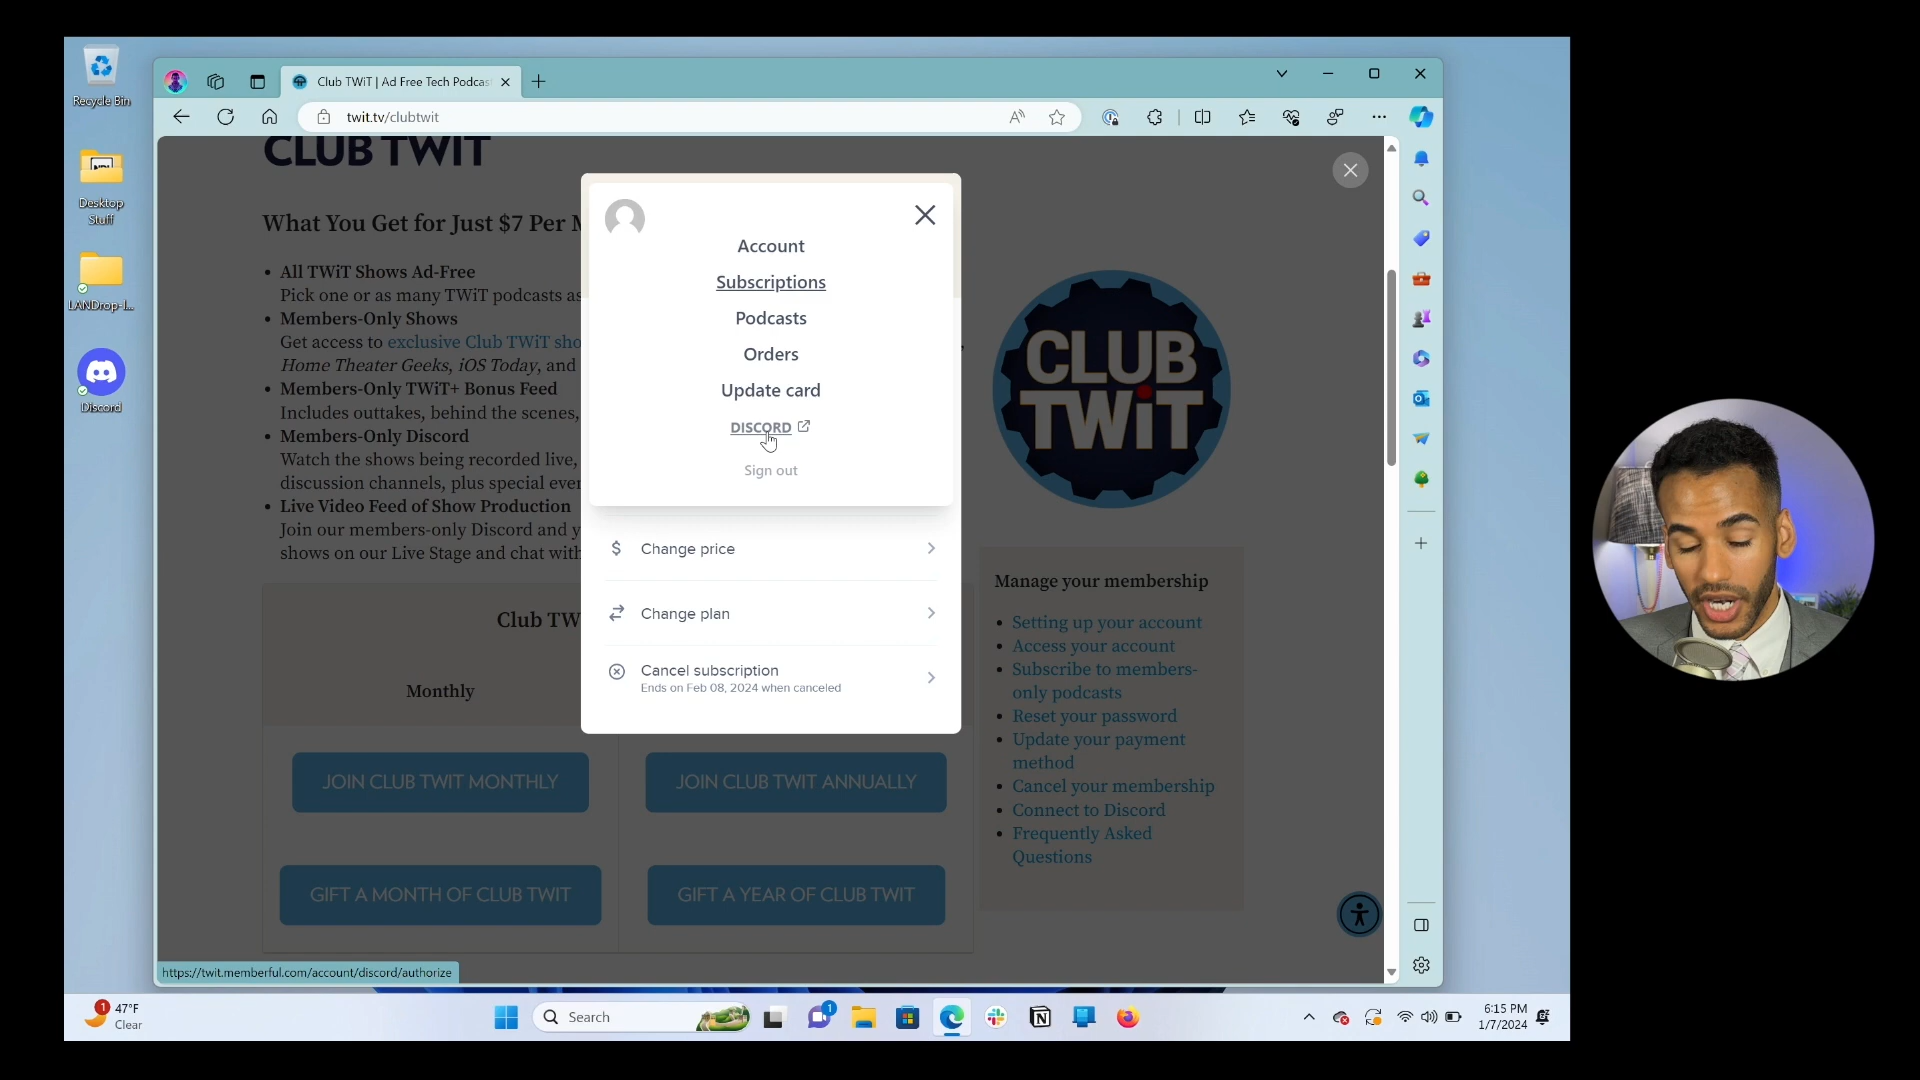 Recycle Bin
Desktop
Stuff
LANDrop-l...
Discord
Club TWiT | Ad Free Tech Podcas
twit.tv/clubtwit
CLUB TWIT
What You Get for Just $7 Per M
• All TWiT Shows Ad-Free
Pick one or as many TWiT podcasts as
• Members-Only Shows
Get access to exclusive Club TWiT sho
Home Theater Geeks, iOS Today, and
• Members-Only TWiT+ Bonus Feed
Includes outtakes, behind the scenes,
• Members-Only Discord
Watch the shows being recorded live,
discussion channels, plus special ever
• Live Video Feed of Show Production
Join our members-only Discord and y
shows on our Live Stage and chat with
Club TW
Monthly
JOIN CLUB TWIT MONTHLY
JOIN CLUB TWIT ANNUALLY
GIFT A MONTH OF CLUB TWIT
GIFT A YEAR OF CLUB TWIT
Account
Subscriptions
Podcasts
Orders
Update card
DISCORD
Sign out
$ Change price
Change plan
Cancel subscription
Ends on Feb 08, 2024 when canceled
CLUB
TWiT
Manage your membership
• Setting up your account
• Access your account
• Subscribe to members-
only podcasts
• Reset your password
• Update your payment
method
• Cancel your membership
• Connect to Discord
• Frequently Asked
Questions
https://twit.memberful.com/account/discord/authorize
1
47°F
Clear
Search
1
6:15 PM
1/7/2024